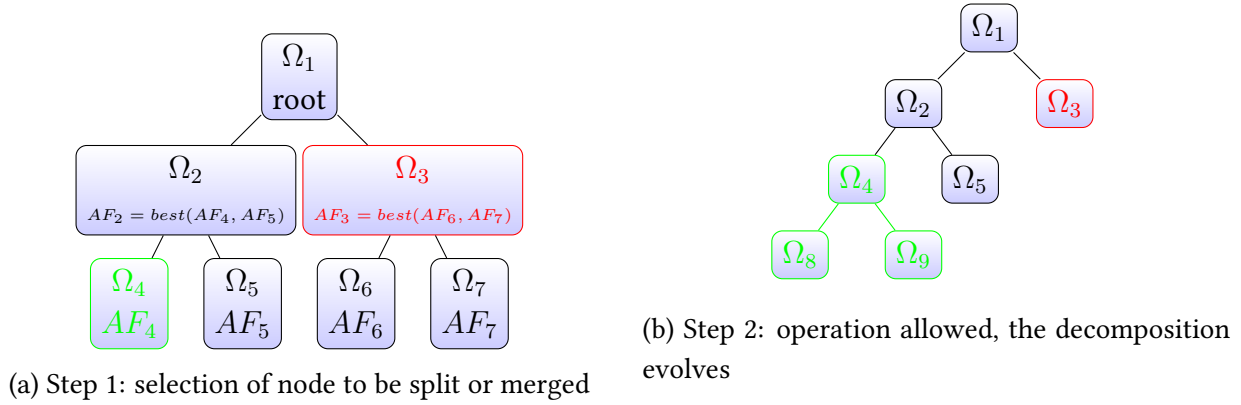 Ω₁
root
Ω₂
AF₂ = best(AF₄, AF₅)
Ω₃
AF₃ = best(AF₆, AF₇)
Ω₄
AF₄
Ω₅
AF₅
Ω₆
AF₆
Ω₇
AF₇
(a) Step 1: selection of node to be split or merged
Ω₁
Ω₂
Ω₃
Ω₄
Ω₅
Ω₈
Ω₉
(b) Step 2: operation allowed, the decomposition
evolves